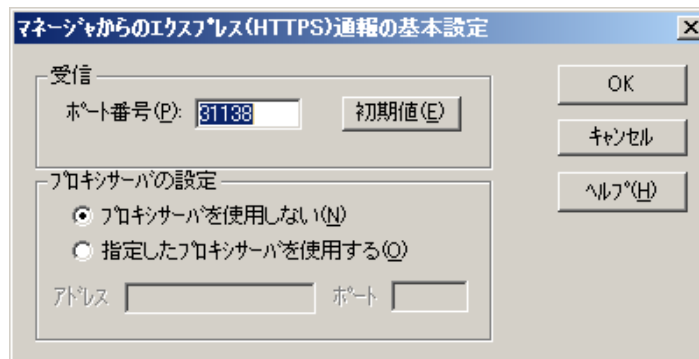 マネージャからのエクスプレス(HTTPS)通報の基本設定
受信
ポート番号(P): 31138 初期値(E)
OK
キャンセル
ヘルプ(H)
プロキシサーバの設定
プロキシサーバを使用しない(N)
指定したプロキシサーバを使用する(O)
アドレス ポート